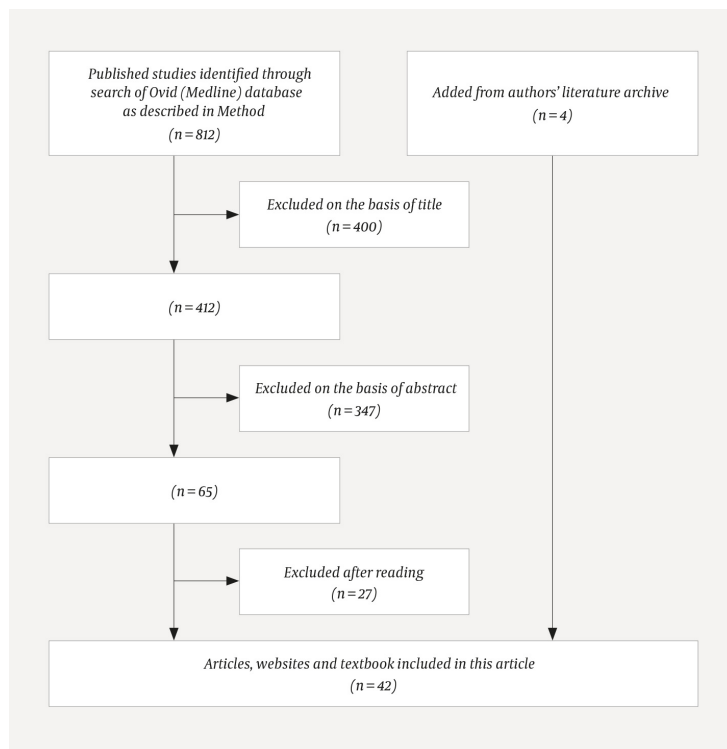 Published studies identified through
search of Ovid (Medline) database
as described in Method
(n = 812)
Added from authors' literature archive
(n = 4)
Excluded on the basis of title
(n = 400)
(n = 412)
Excluded on the basis of abstract
(n = 347)
(n = 65)
Excluded after reading
(n = 27)
Articles, websites and textbook included in this article
(n = 42)